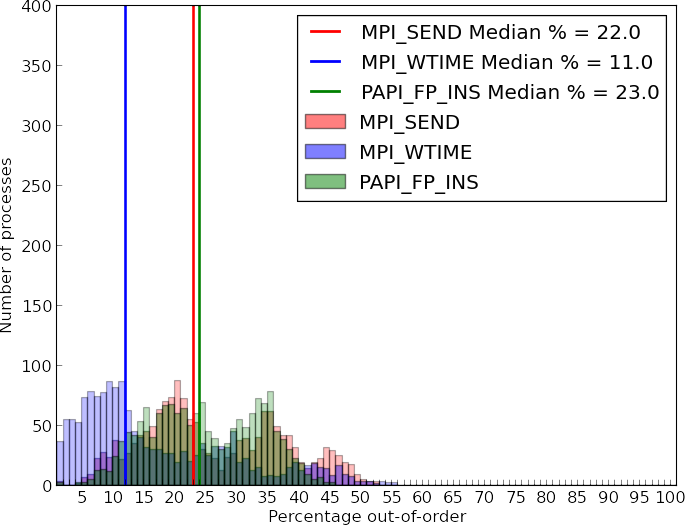 400
350
300
250
200
150
100
50
0
Number of processes
MPI_SEND Median % = 22.0
MPI_WTIME Median % = 11.0
PAPI_FP_INS Median % = 23.0
MPI_SEND
MPI_WTIME
PAPI_FP_INS
5 10 15 20 25 30 35 40 45 50 55 60 65 70 75 80 85 90 95 100
Percentage out-of-order